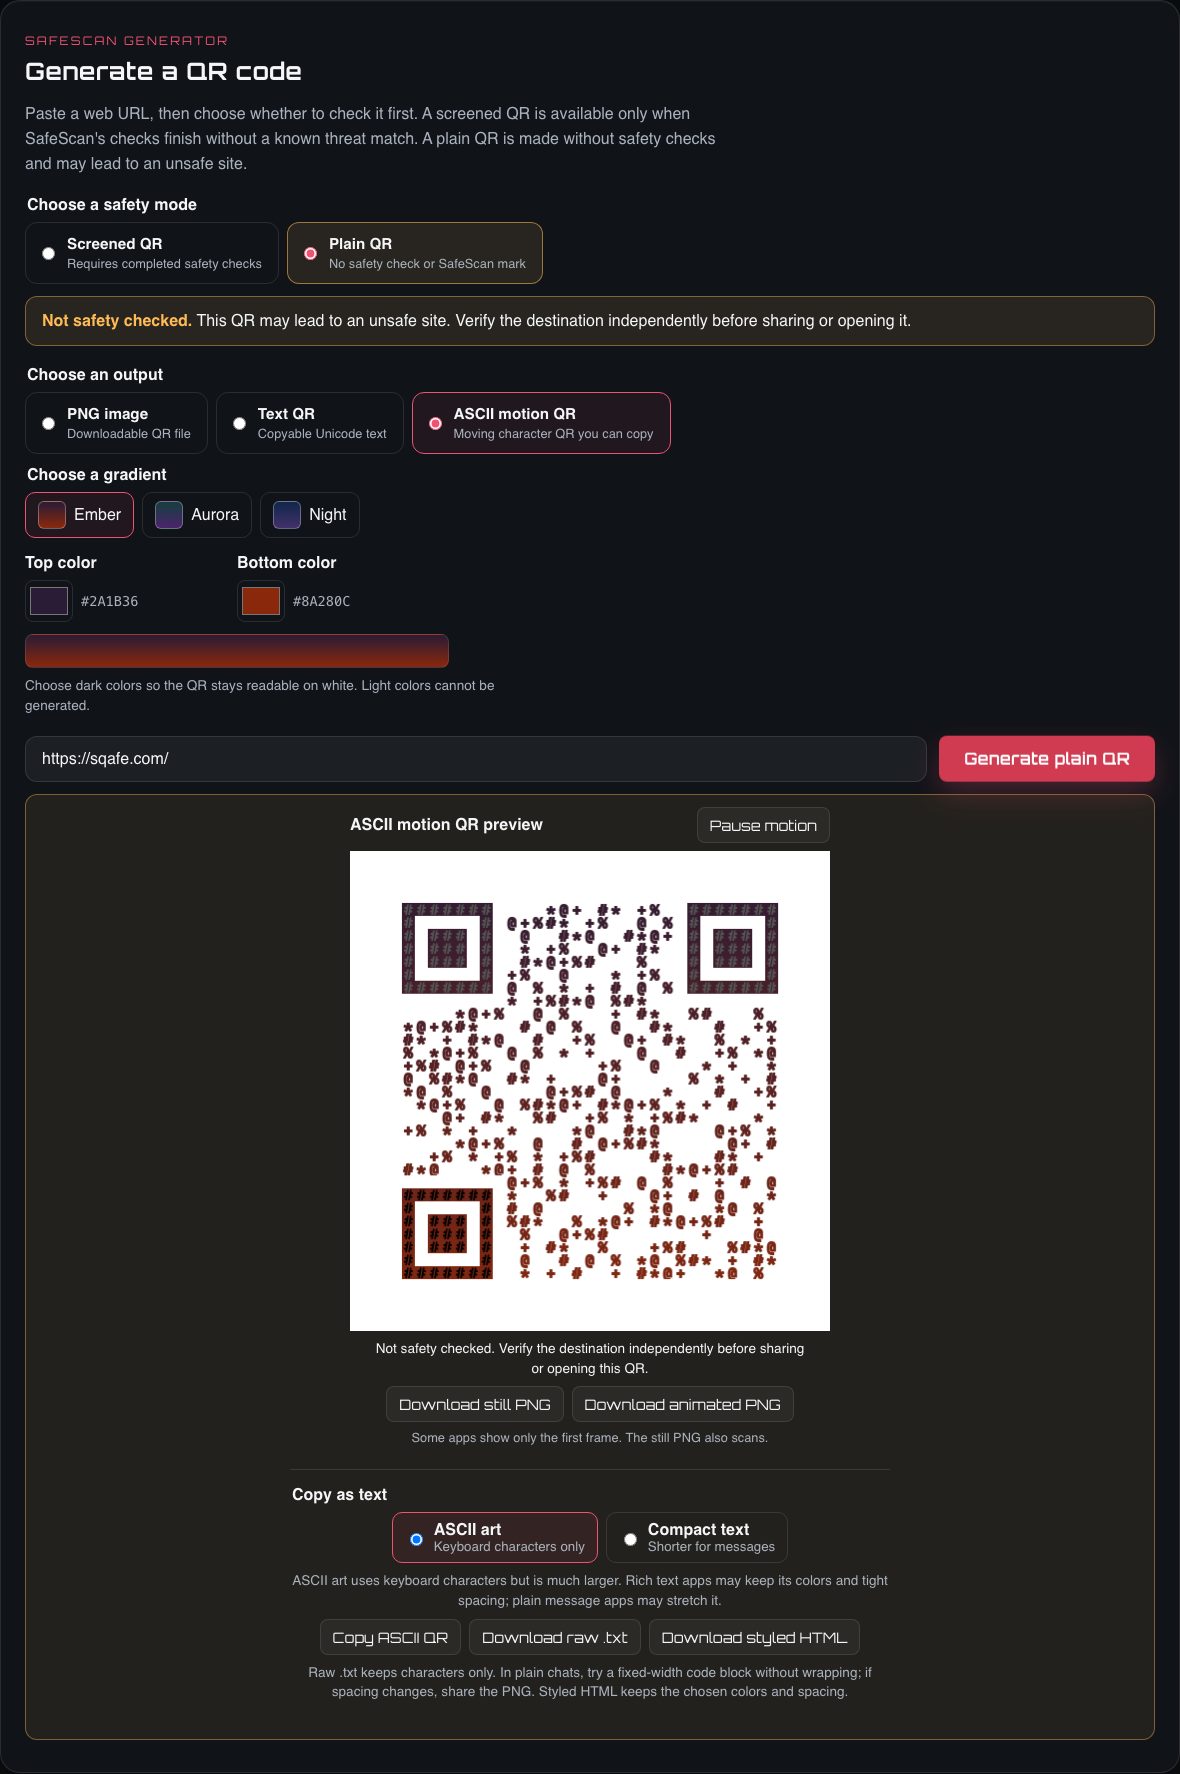 SAFESCAN GENERATOR
Generate a QR code
Paste a web URL, then choose whether to check it first. A screened QR is available only when
SafeScan's checks finish without a known threat match. A plain QR is made without safety checks
and may lead to an unsafe site.
Choose a safety mode
Screened QR
Requires completed safety checks
Plain QR
No safety check or SafeScan mark
Not safety checked. This QR may lead to an unsafe site. Verify the destination independently before sharing or opening it.
Choose an output
PNG image
Downloadable QR file
Text QR
Copyable Unicode text
ASCII motion QR
Moving character QR you can copy
Choose a gradient
Ember
Aurora
Night
Top color
Bottom color
#2A1B36
#8A280C
Choose dark colors so the QR stays readable on white. Light colors cannot be
generated.
https://sqafe.com/
Generate plain QR
ASCII motion QR preview
Pause motion
Not safety checked. Verify the destination independently before sharing
or opening this QR.
Download still PNG
Download animated PNG
Some apps show only the first frame. The still PNG also scans.
Copy as text
ASCII art
Keyboard characters only
Compact text
Shorter for messages
ASCII art uses keyboard characters but is much larger. Rich text apps may keep its colors and tight
spacing; plain message apps may stretch it.
Copy ASCII QR
Download raw .txt
Download styled HTML
Raw .txt keeps characters only. In plain chats, try a fixed-width code block without wrapping; if
spacing changes, share the PNG. Styled HTML keeps the chosen colors and spacing.